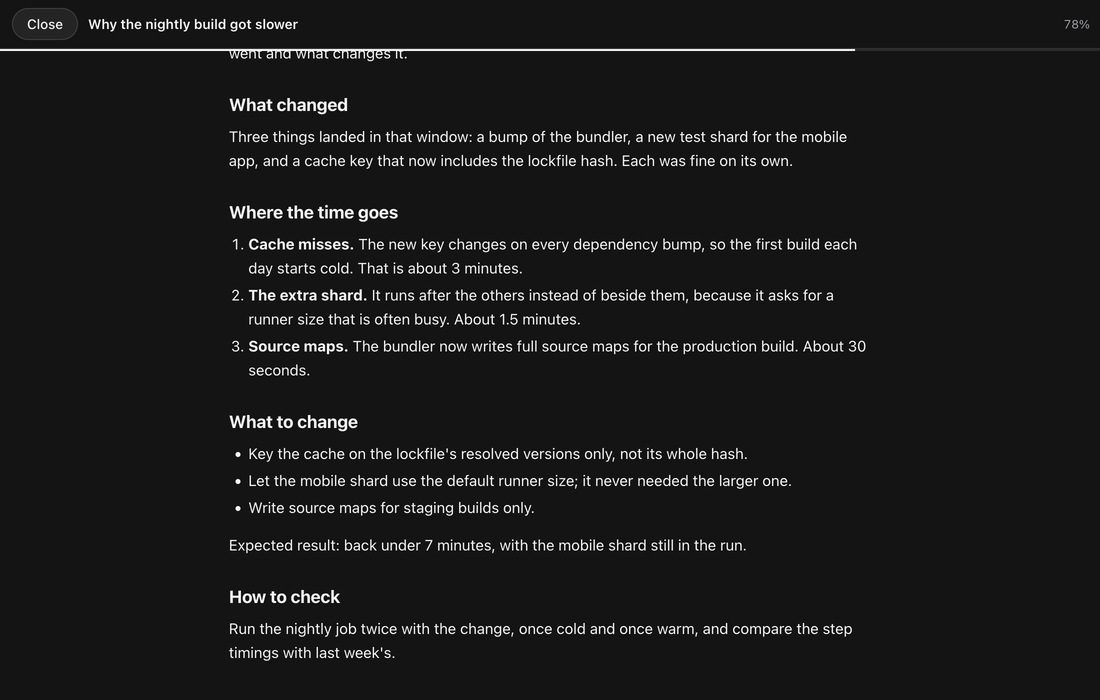 Close
Why the nightly build got slower
78%
went and what changes it.
What changed
Three things landed in that window: a bump of the bundler, a new test shard for the mobile
app, and a cache key that now includes the lockfile hash. Each was fine on its own.
Where the time goes
1. Cache misses. The new key changes on every dependency bump, so the first build each
day starts cold. That is about 3 minutes.
2. The extra shard. It runs after the others instead of beside them, because it asks for a
runner size that is often busy. About 1.5 minutes.
3. Source maps. The bundler now writes full source maps for the production build. About 30
seconds.
What to change
• Key the cache on the lockfile's resolved versions only, not its whole hash.
• Let the mobile shard use the default runner size; it never needed the larger one.
• Write source maps for staging builds only.
Expected result: back under 7 minutes, with the mobile shard still in the run.
How to check
Run the nightly job twice with the change, once cold and once warm, and compare the step
timings with last week's.